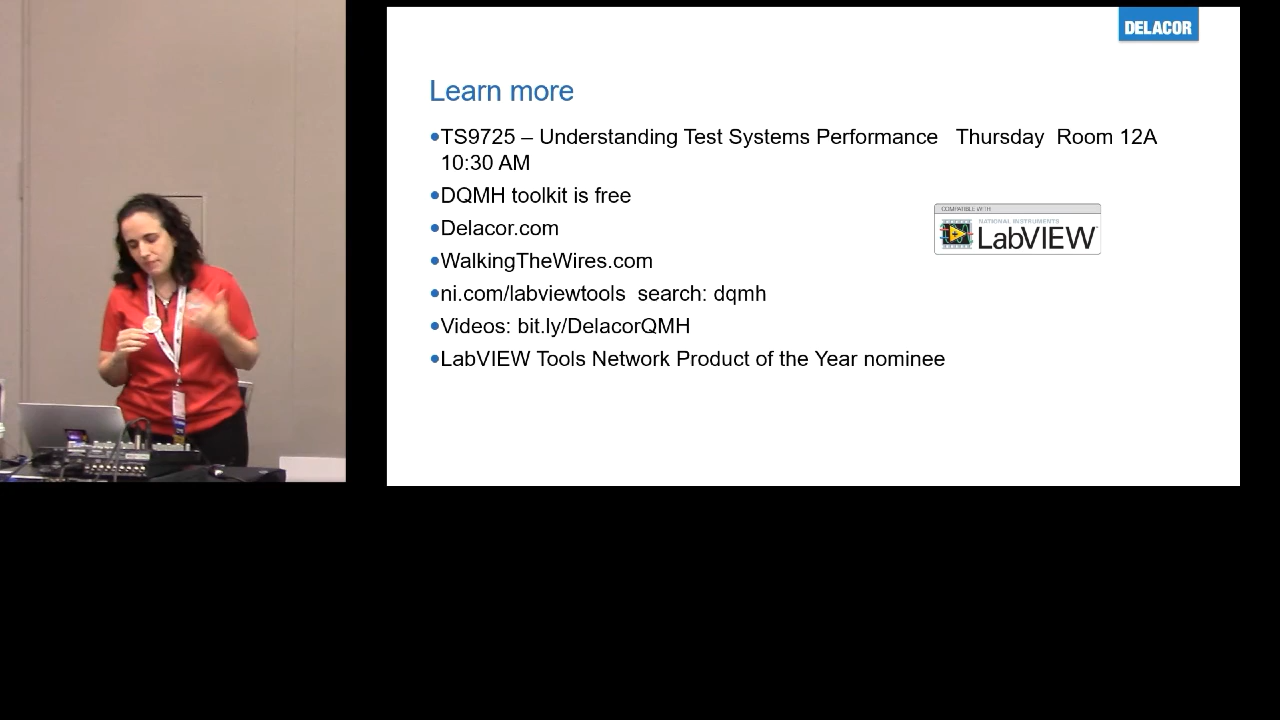 DELACOR
Learn more
•TS9725 – Understanding Test Systems Performance   Thursday  Room 12A
10:30 AM
•DQMH toolkit is free
•Delacor.com
COMPATIBLE WITH
NATIONAL INSTRUMENTS
LabVIEW
•WalkingTheWires.com
•ni.com/labviewtools  search: dqmh
•Videos: bit.ly/DelacorQMH
•LabVIEW Tools Network Product of the Year nominee